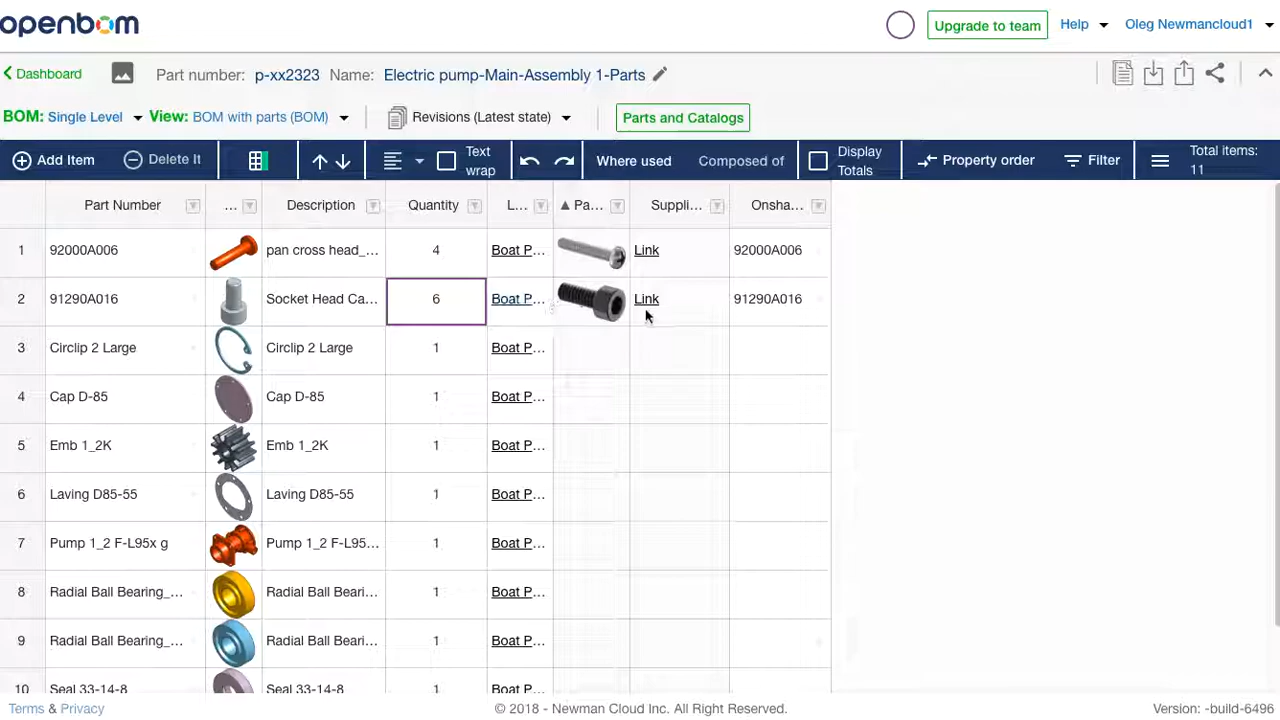 openbom
Upgrade to team
Help
Oleg Newmancloud1
Dashboard
Part number: p-xx2323 Name: Electric pump-Main-Assembly 1-Parts
BOM: Single Level View: BOM with parts (BOM) Revisions (Latest state) Parts and Catalogs
Add Item Delete It Text wrap Where used Composed of Display Totals Property order Filter Total items: 11
Part Number ... Description Quantity L... Pa... Suppli... Onsha...
1 92000A006 pan cross head_... 4 Boat P... Link 92000A006
2 91290A016 Socket Head Ca... 6 Boat P... Link 91290A016
3 Circlip 2 Large Circlip 2 Large 1 Boat P...
4 Cap D-85 Cap D-85 1 Boat P...
5 Emb 1_2K Emb 1_2K 1 Boat P...
6 Laving D85-55 Laving D85-55 1 Boat P...
7 Pump 1_2 F-L95x g Pump 1_2 F-L95... 1 Boat P...
8 Radial Ball Bearing_... Radial Ball Beari... 1 Boat P...
9 Radial Ball Bearing_... Radial Ball Beari... 1 Boat P...
10 Seal 33-14-8 Seal 33-14-8 1 Boat P...
Terms & Privacy
© 2018 - Newman Cloud Inc. All Right Reserved.
Version: -build-6496